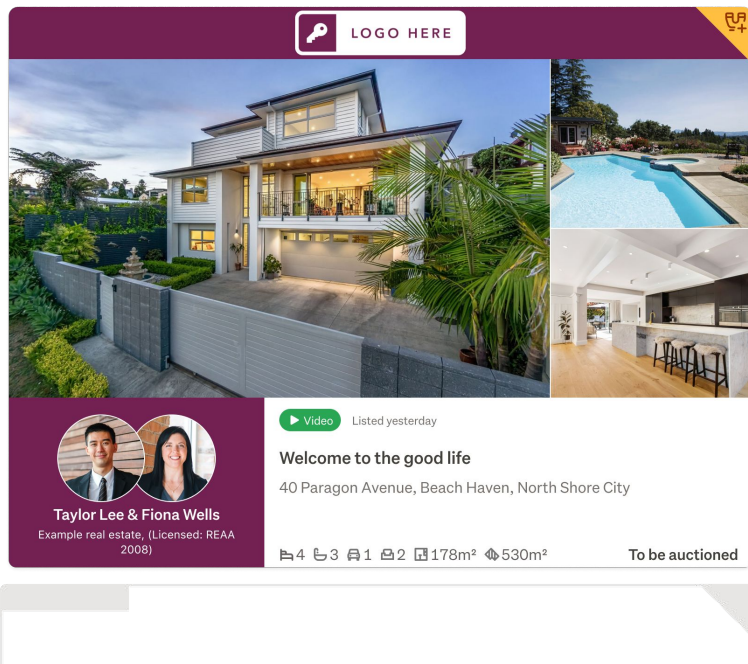 LOGO HERE
Video Listed yesterday
Welcome to the good life
40 Paragon Avenue, Beach Haven, North Shore City
4 3 1 2 178m² 530m² To be auctioned
Taylor Lee & Fiona Wells
Example real estate, (Licensed: REAA
2008)